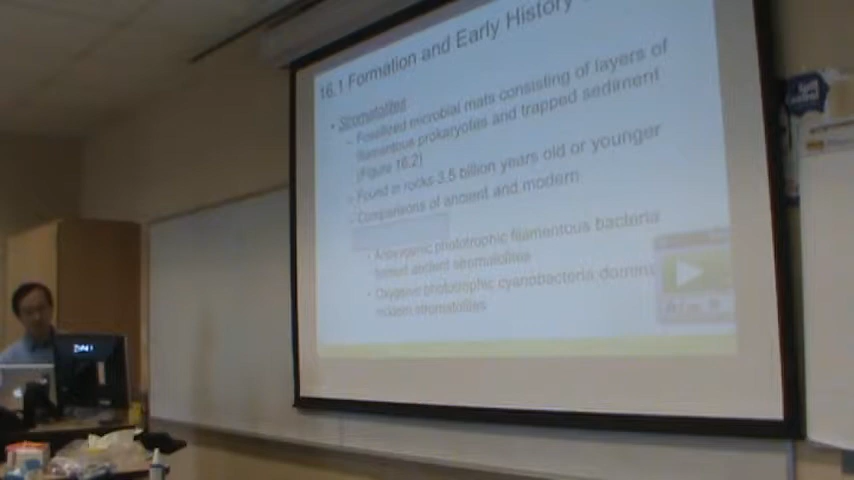 16.1 Formation and Early History
• Stromatolites
– Fossilized microbial mats consisting of layers of
filamentous prokaryotes and trapped sediment
(Figure 16.2)
– Found in rocks 3.5 billion years old or younger
– Comparisons of ancient and modern
• Anoxygenic phototrophic filamentous bacteria
formed ancient stromatolites
• Oxygenic phototrophic cyanobacteria
modern stromatolites